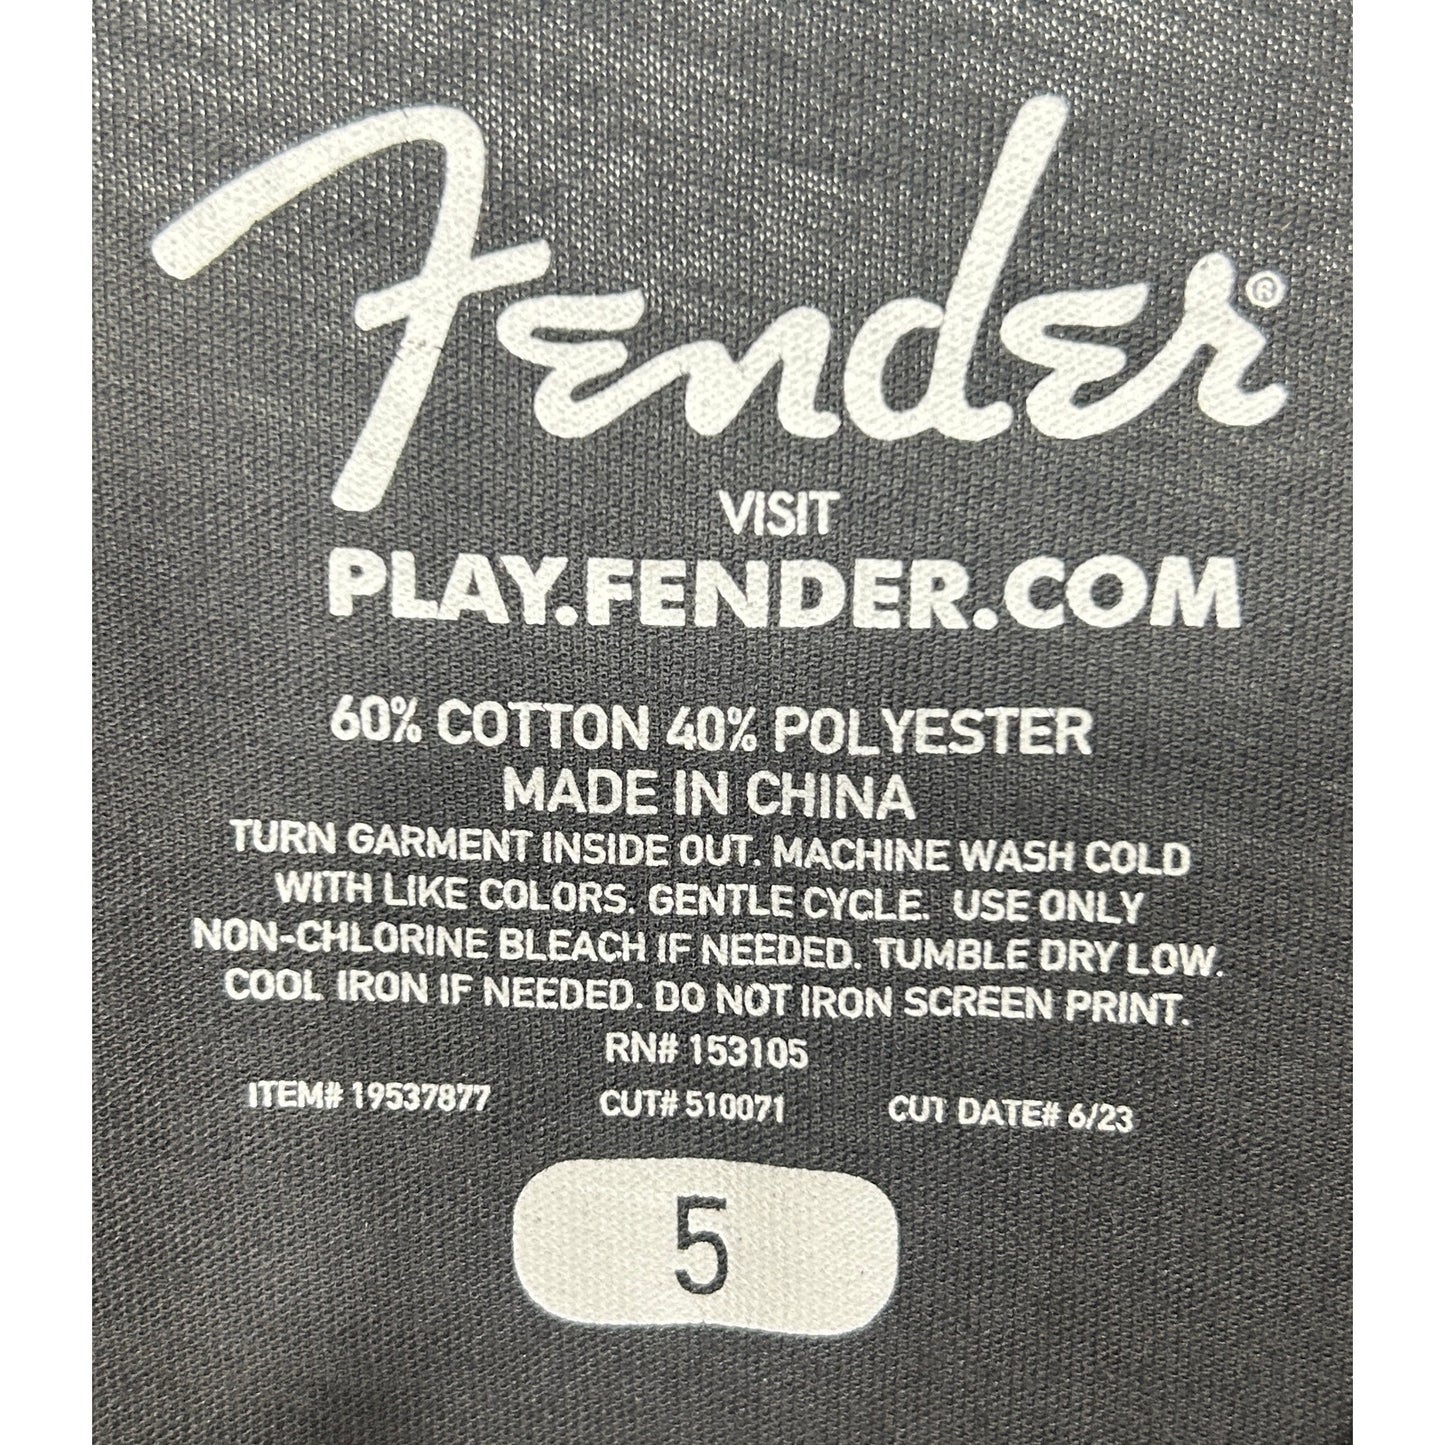 Fender®
VISIT
PLAY.FENDER.COM
60% COTTON 40% POLYESTER
MADE IN CHINA
TURN GARMENT INSIDE OUT. MACHINE WASH COLD
WITH LIKE COLORS. GENTLE CYCLE. USE ONLY
NON-CHLORINE BLEACH IF NEEDED. TUMBLE DRY LOW.
COOL IRON IF NEEDED. DO NOT IRON SCREEN PRINT.
RN# 153105
ITEM# 19537877 CUT# 510071 CUT DATE# 6/23
5